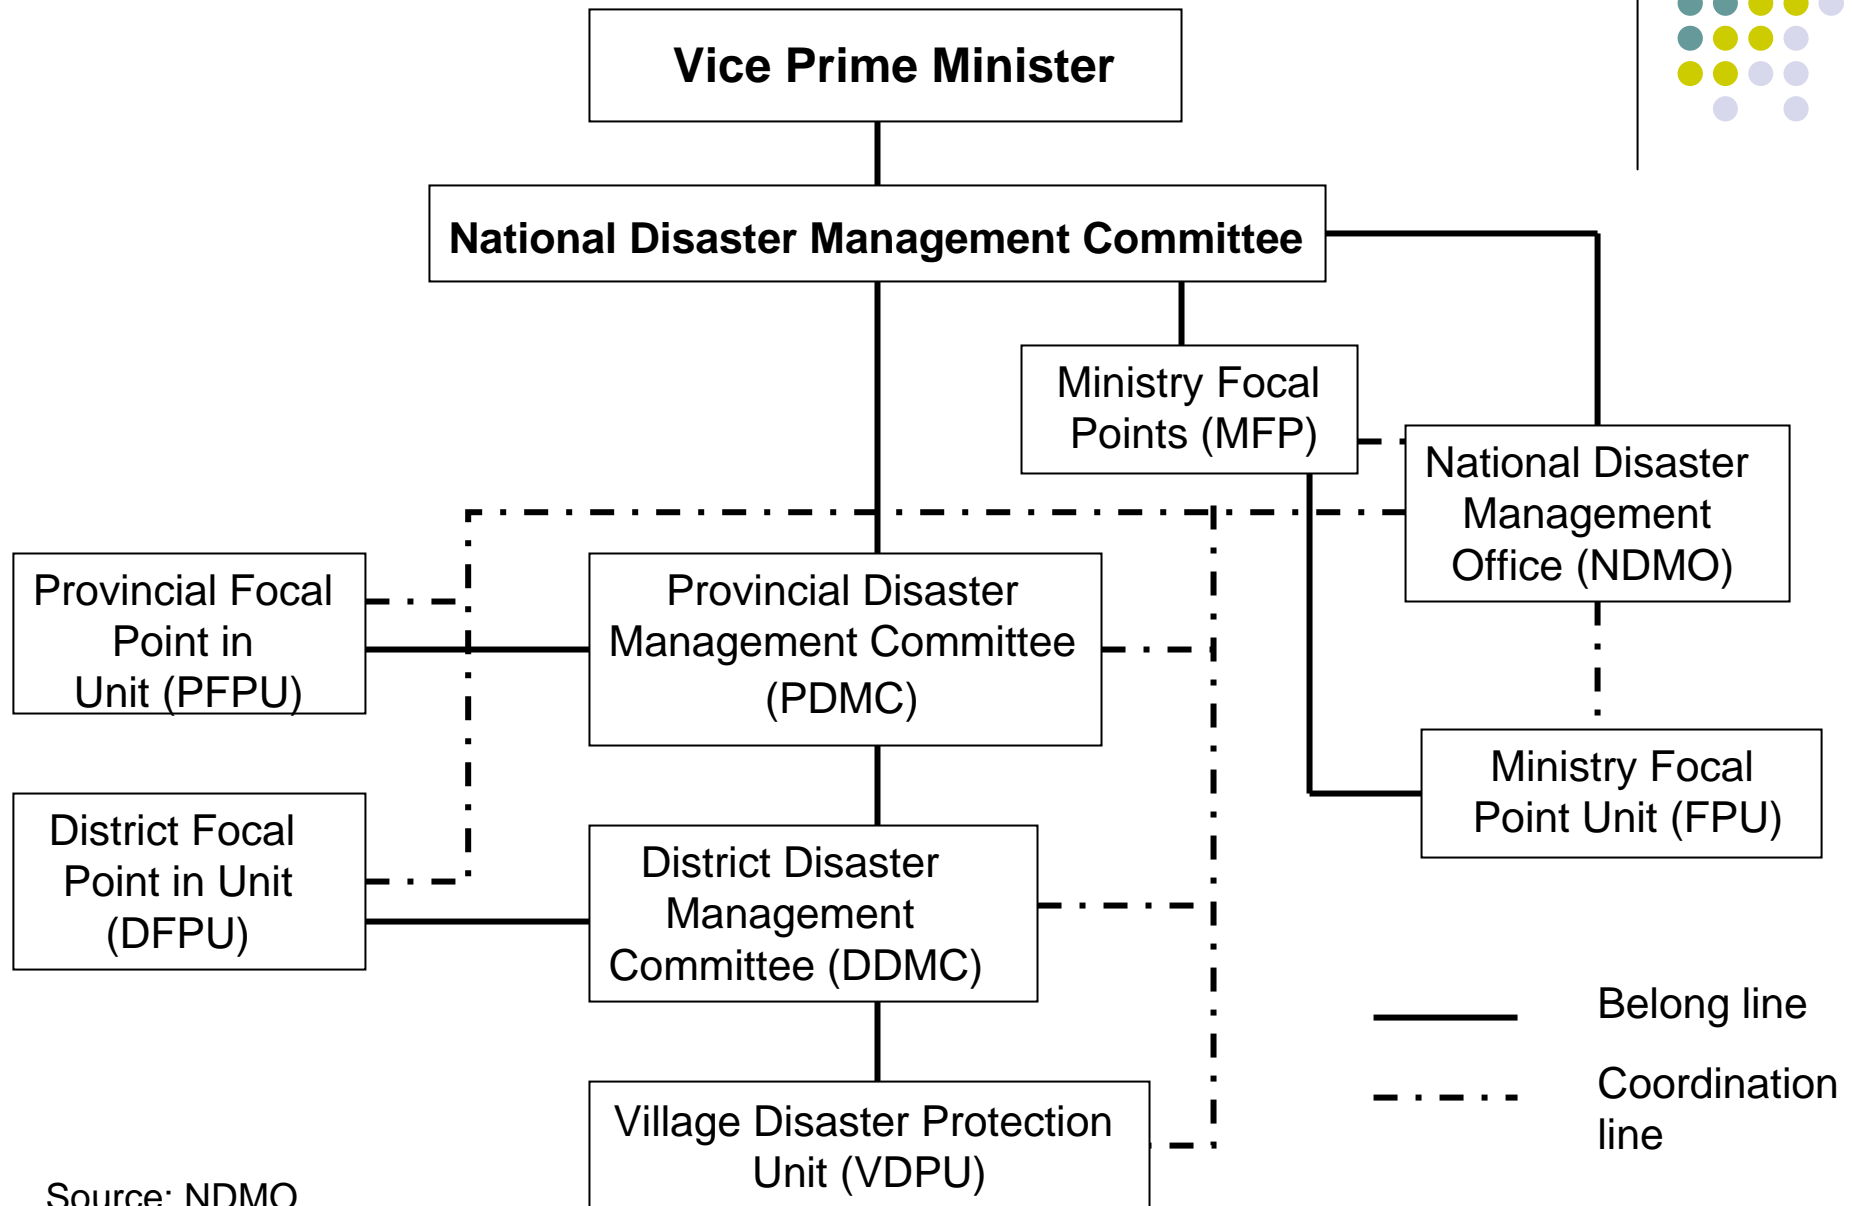 Vice Prime Minister
National Disaster Management Committee
Ministry Focal
Points (MFP)
National Disaster
Management
Office (NDMO)
Provincial Focal
Point in
Unit (PFPU)
Provincial Disaster
Management Committee
(PDMC)
Ministry Focal
Point Unit (FPU)
District Focal
Point in Unit
(DFPU)
District Disaster
Management
Committee (DDMC)
Belong line
Coordination
line
Village Disaster Protection
Unit (VDPU)
Source: NDMO